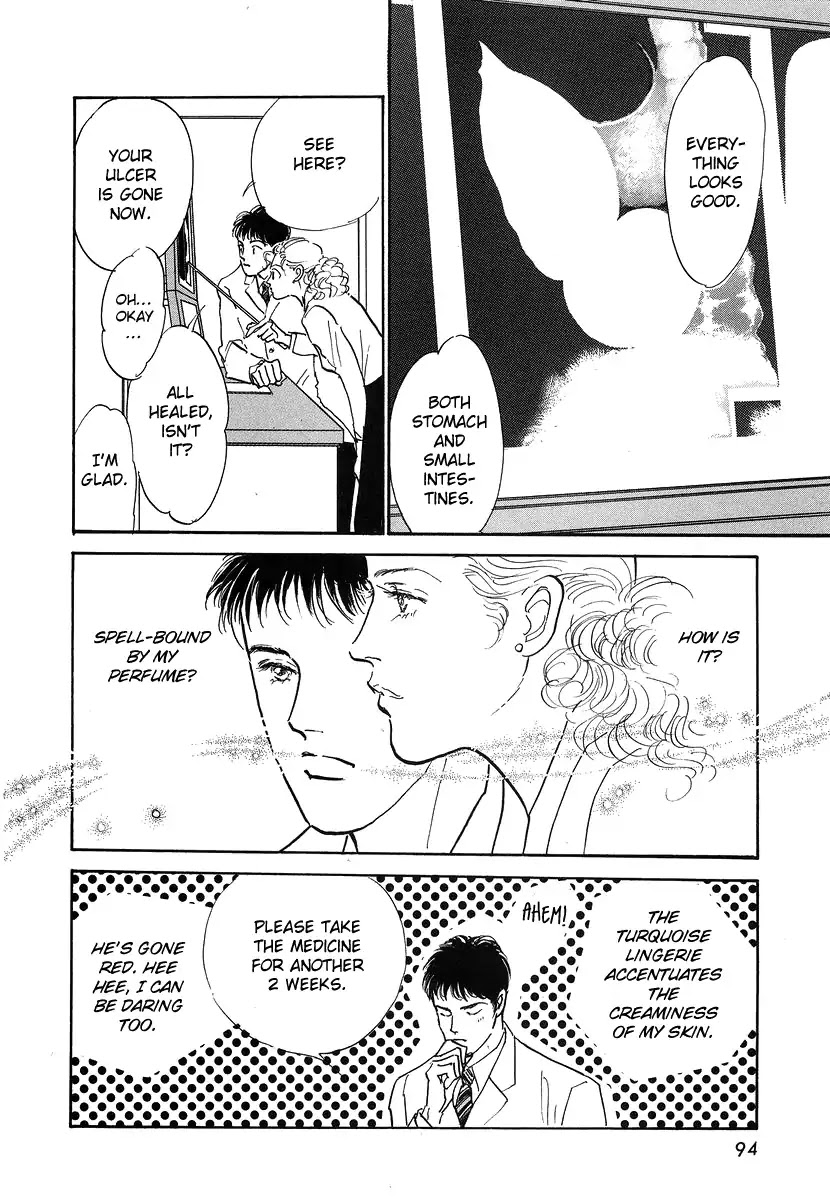 EVERY-
THING
LOOKS
GOOD.
BOTH
STOMACH
AND
SMALL
INTES-
TINES.
SEE
HERE?
YOUR
ULCER
IS GONE
NOW.
OH...
OKAY
...
ALL
HEALED,
ISN'T
IT?
I'M
GLAD.
HOW IS
IT?
SPELL-BOUND
BY MY
PERFUME?
THE
TURQUOISE
LINGERIE
ACCENTUATES
THE
CREAMINESS
OF MY SKIN.
AHEM!
PLEASE TAKE
THE MEDICINE
FOR ANOTHER
2 WEEKS.
HE'S GONE
RED. HEE
HEE, I CAN
BE DARING
TOO.
94